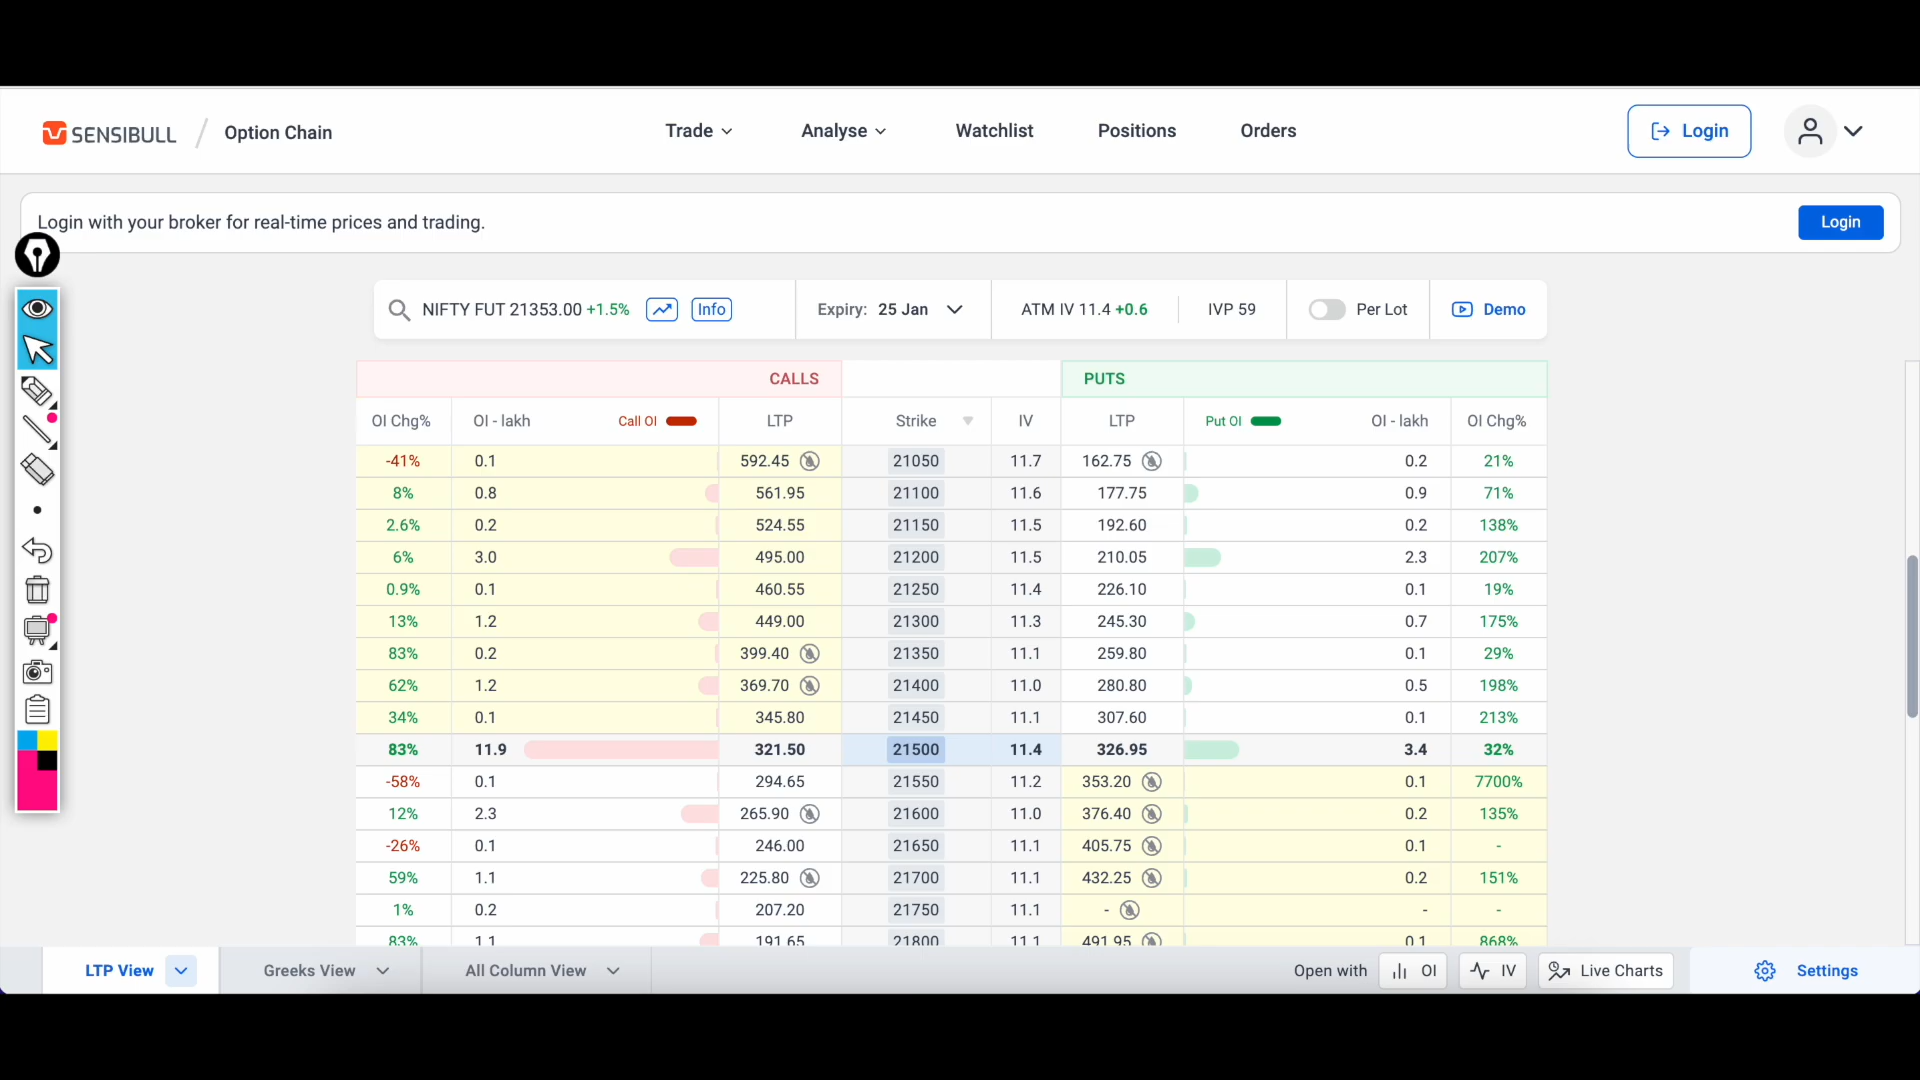 SENSIBULL / Option Chain Trade Analyse Watchlist Positions Orders Login
Login with your broker for real-time prices and trading. Login
NIFTY FUT 21353.00 +1.5% Info Expiry: 25 Jan ATM IV 11.4 +0.6 IVP 59 Per Lot Demo
CALLS PUTS
OI Chg% OI - lakh Call OI LTP Strike IV LTP Put OI OI - lakh OI Chg%
-41% 0.1 592.45 21050 11.7 162.75 0.2 21%
8% 0.8 561.95 21100 11.6 177.75 0.9 71%
2.6% 0.2 524.55 21150 11.5 192.60 0.2 138%
6% 3.0 495.00 21200 11.5 210.05 2.3 207%
0.9% 0.1 460.55 21250 11.4 226.10 0.1 19%
13% 1.2 449.00 21300 11.3 245.30 0.7 175%
83% 0.2 399.40 21350 11.1 259.80 0.1 29%
62% 1.2 369.70 21400 11.0 280.80 0.5 198%
34% 0.1 345.80 21450 11.1 307.60 0.1 213%
83% 11.9 321.50 21500 11.4 326.95 3.4 32%
-58% 0.1 294.65 21550 11.2 353.20 0.1 7700%
12% 2.3 265.90 21600 11.0 376.40 0.2 135%
-26% 0.1 246.00 21650 11.1 405.75 0.1 -
59% 1.1 225.80 21700 11.1 432.25 0.2 151%
1% 0.2 207.20 21750 11.1 - - -
83% 1.1 191.65 21800 11.1 491.95 0.1 868%
LTP View Greeks View All Column View Open with OI IV Live Charts Settings